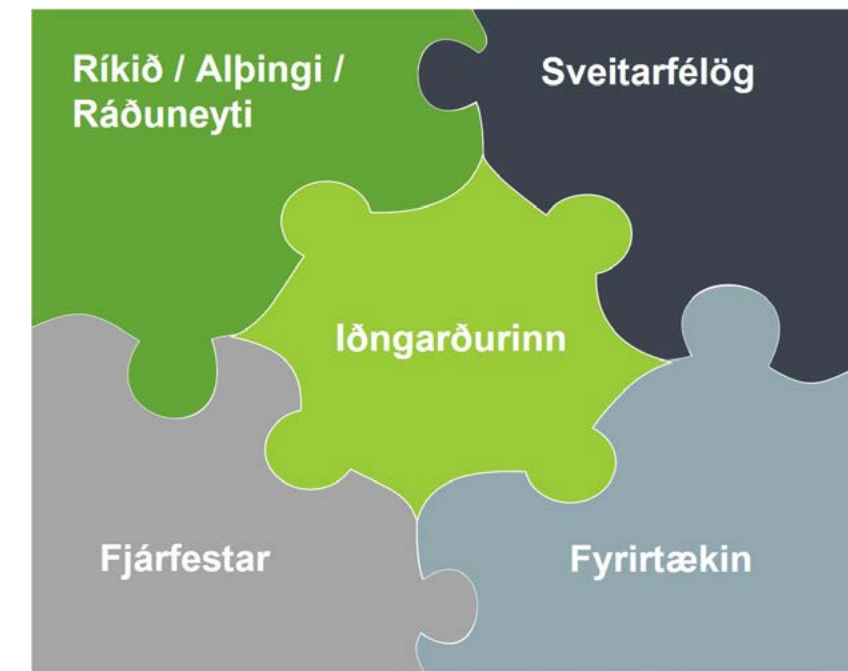 Ríkið / Alþingi /
Ráðuneyti
Sveitarfélög
Iðngarðurinn
Fjárfestar
Fyrirtækin